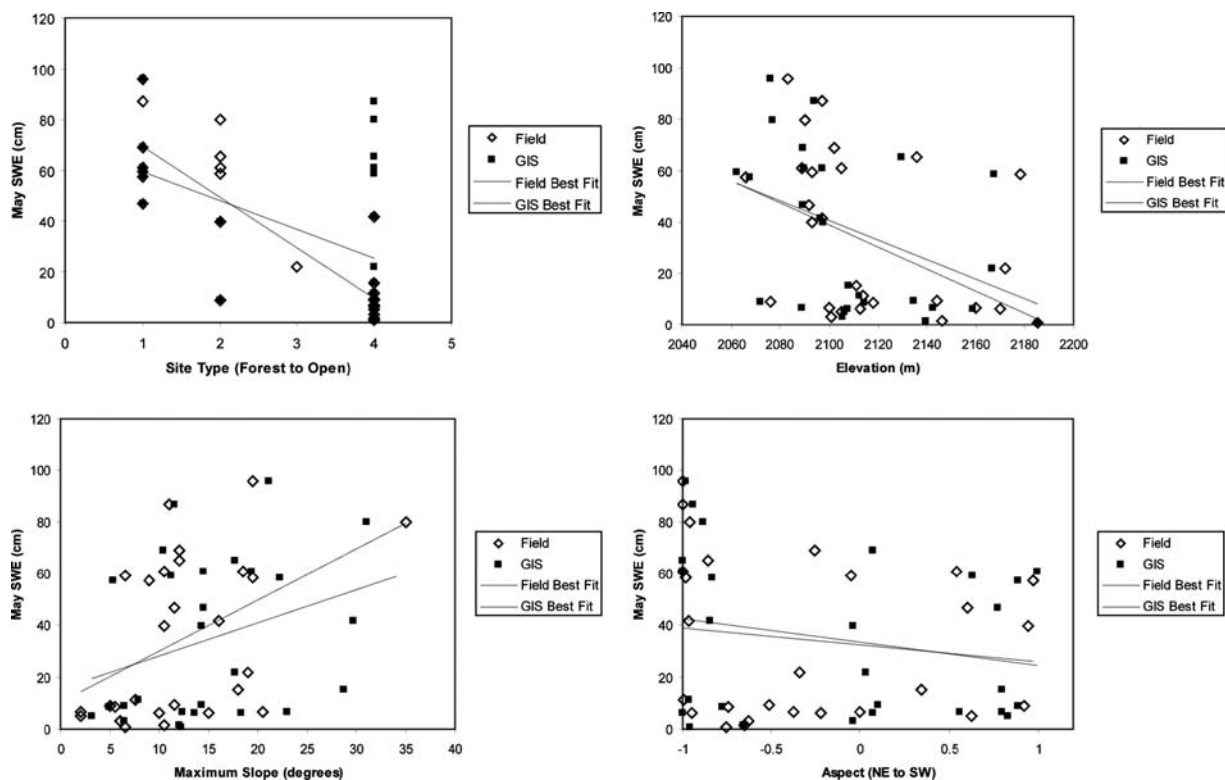 120
100
80
60
40
20
0
May SWE (cm)
0 1 2 3 4 5
Site Type (Forest to Open)
Field
GIS
Field Best Fit
GIS Best Fit
120
100
80
60
40
20
0
May SWE (cm)
2040 2060 2080 2100 2120 2140 2160 2180 2200
Elevation (m)
Field
GIS
Field Best Fit
GIS Best Fit
120
100
80
60
40
20
0
May SWE (cm)
0 5 10 15 20 25 30 35 40
Maximum Slope (degrees)
Field
GIS
Field Best Fit
GIS Best Fit
120
100
80
60
40
20
0
May SWE (cm)
-1 -0.5 0 0.5 1
Aspect (NE to SW)
Field
GIS
Field Best Fit
GIS Best Fit